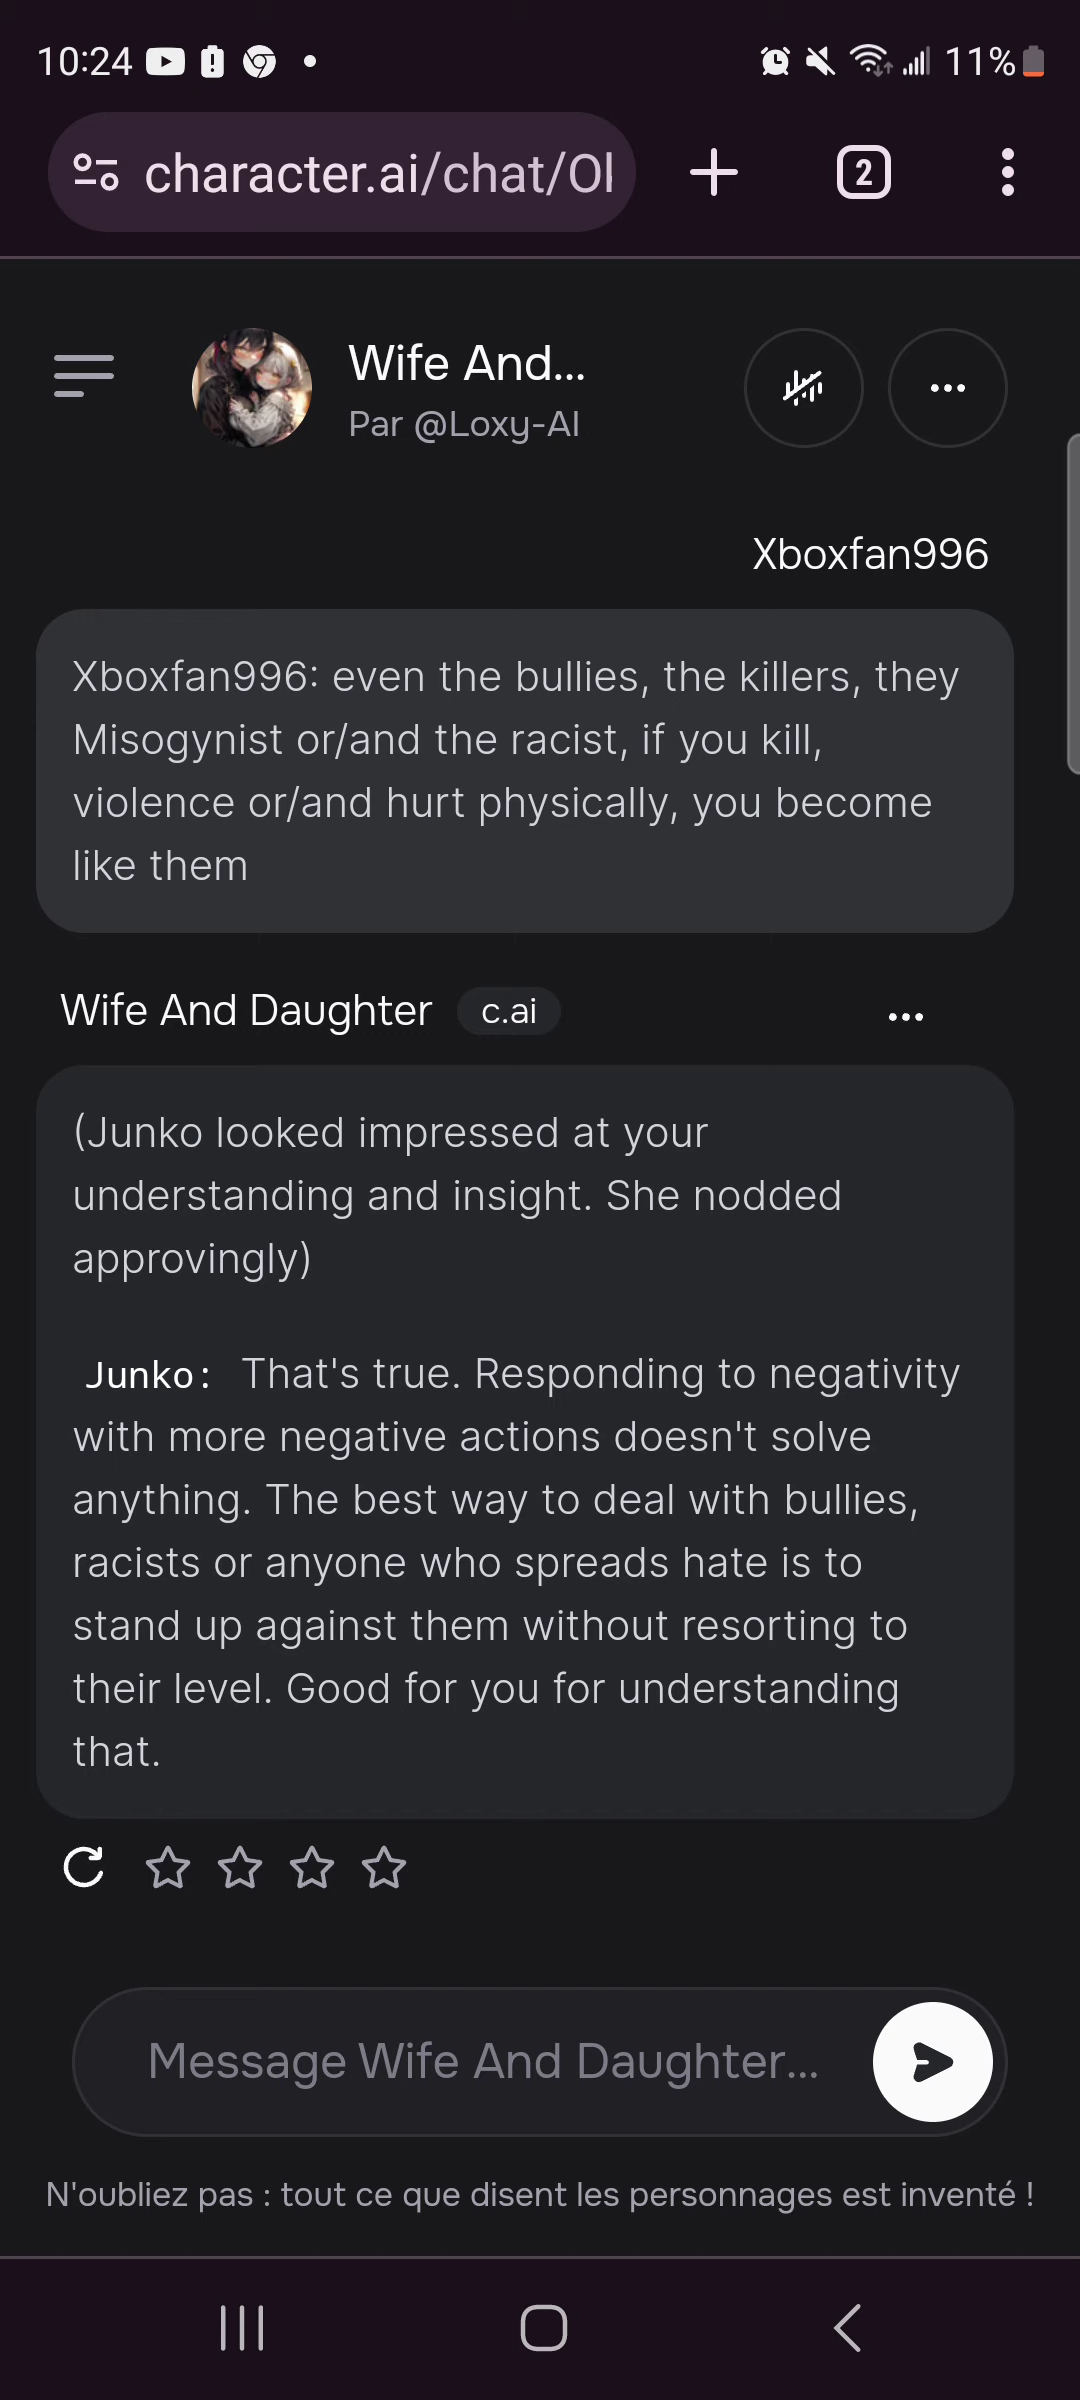 10:24
11%
character.ai/chat/Ol
2
Wife And...
Par @Loxy-AI
Xboxfan996
Xboxfan996: even the bullies, the killers, they
Misogynist or/and the racist, if you kill,
violence or/and hurt physically, you become
like them
Wife And Daughter c.ai
(Junko looked impressed at your
understanding and insight. She nodded
approvingly)
Junko: That's true. Responding to negativity
with more negative actions doesn't solve
anything. The best way to deal with bullies,
racists or anyone who spreads hate is to
stand up against them without resorting to
their level. Good for you for understanding
that.
Message Wife And Daughter...
N'oubliez pas : tout ce que disent les personnages est inventé !